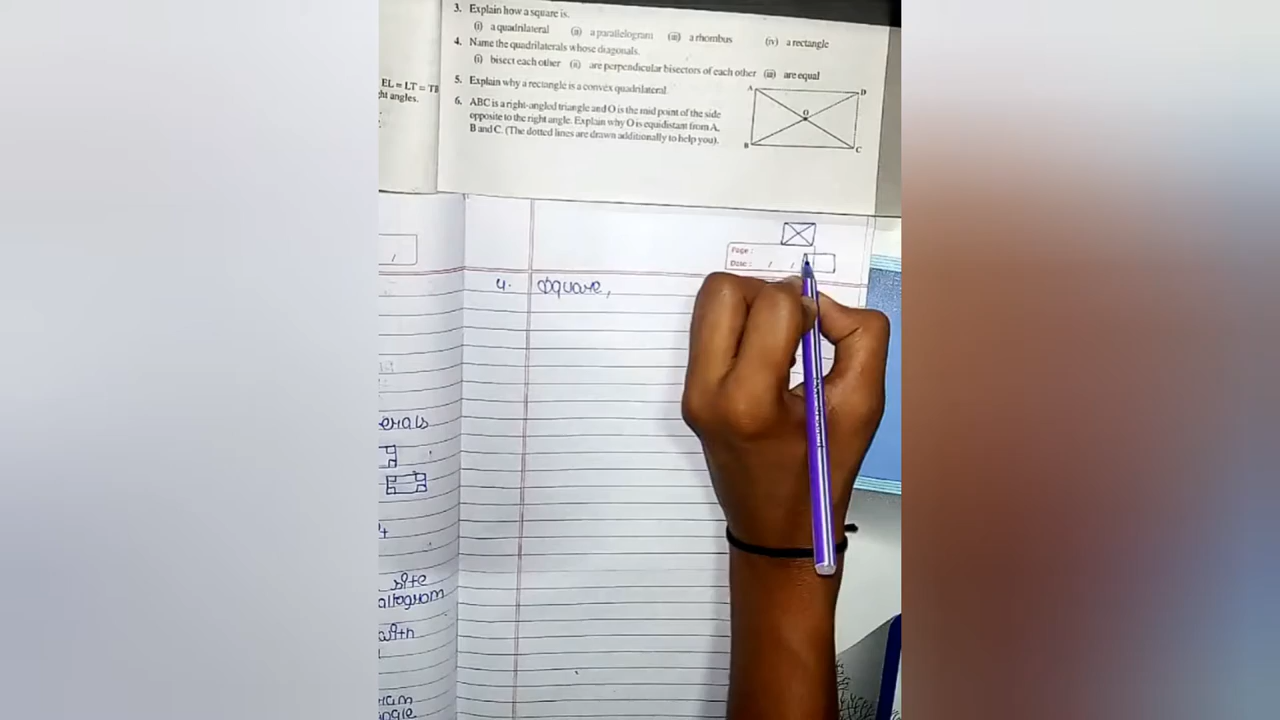 3. Explain how a square is.
(i) a quadrilateral (ii) a parallelogram (iii) a rhombus (iv) a rectangle
4. Name the quadrilaterals whose diagonals.
(i) bisect each other (ii) are perpendicular bisectors of each other (iii) are equal
5. Explain why a rectangle is a convex quadrilateral
6. ABC is a right-angled triangle and O is the mid point of the side
opposite to the right angle. Explain why O is equidistant from A,
B and C. (The dotted lines are drawn additionally to help you).
A D
O
B C
EL = LT = TB
ht angles.
Page :
Date : / /
/
4. Square,
erals
site
allogram
with
ram
angle